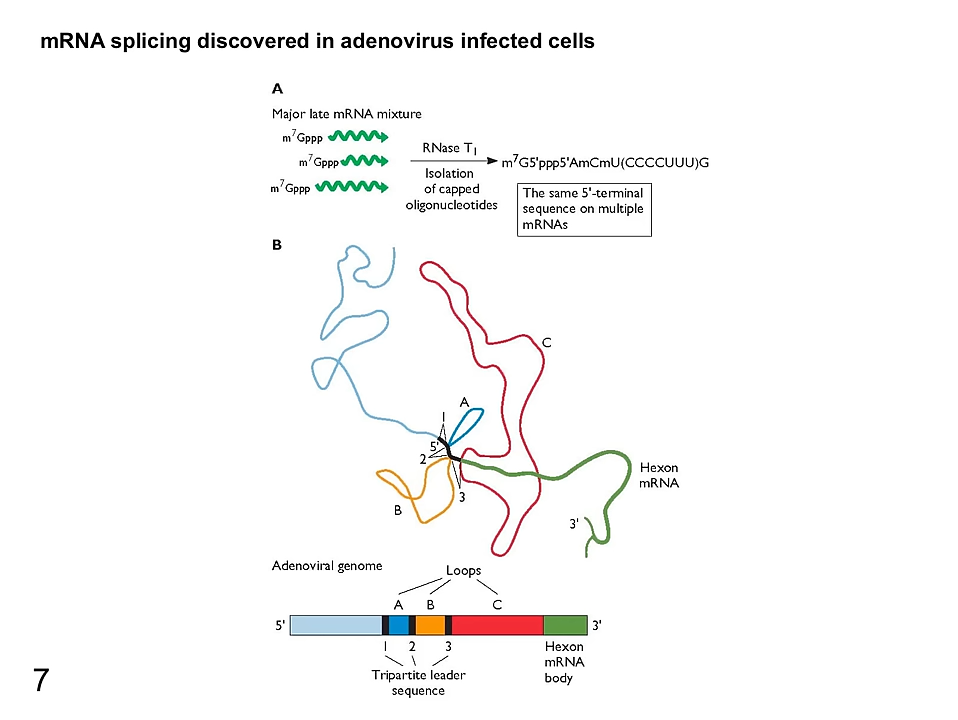 mRNA splicing discovered in adenovirus infected cells
A
Major late mRNA mixture
m⁷Gppp
m⁷Gppp
m⁷Gppp
RNase T₁
Isolation
of capped
oligonucleotides
m⁷G5'ppp5'AmCmU(CCCCUUU)G
The same 5'-terminal
sequence on multiple
mRNAs
B
C
A
1
5'
2
3
B
Hexon
mRNA
3'
Adenoviral genome
Loops
A B C
5' 3'
1 2 3
Tripartite leader
sequence
Hexon
mRNA
body
7